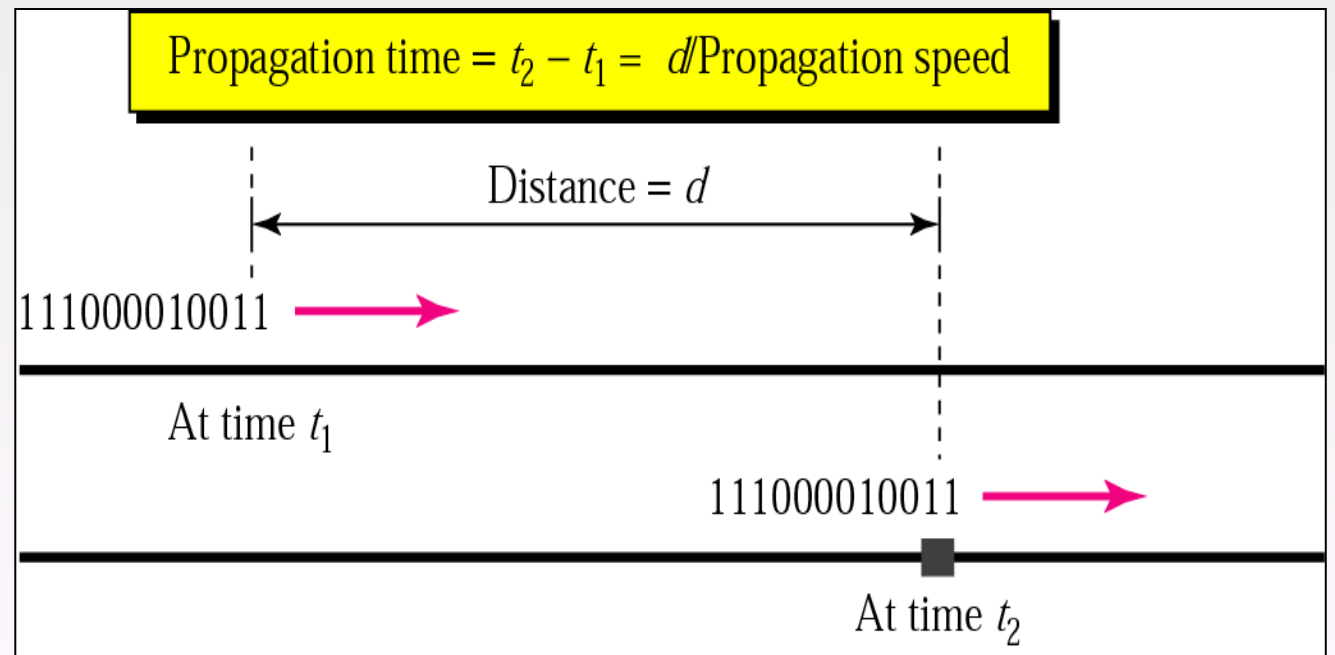 Propagation time = t₂ – t₁ = d/Propagation speed
Distance = d
111000010011
At time t₁
111000010011
At time t₂